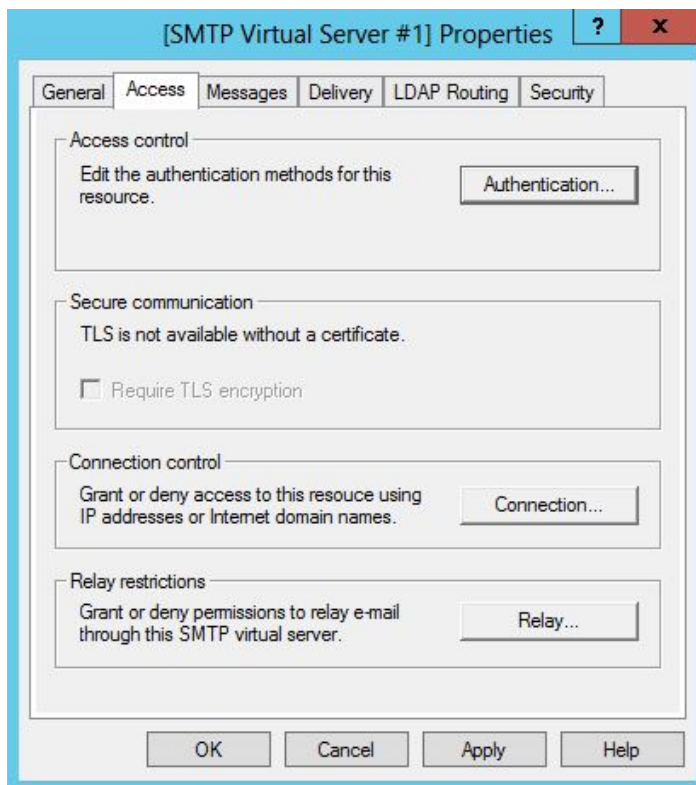 [SMTP Virtual Server #1] Properties
?
x
General Access Messages Delivery LDAP Routing Security
Access control
Edit the authentication methods for this
resource.
Authentication...
Secure communication
TLS is not available without a certificate.
Require TLS encryption
Connection control
Grant or deny access to this resouce using
IP addresses or Internet domain names.
Connection...
Relay restrictions
Grant or deny permissions to relay e-mail
through this SMTP virtual server.
Relay...
OK Cancel Apply Help